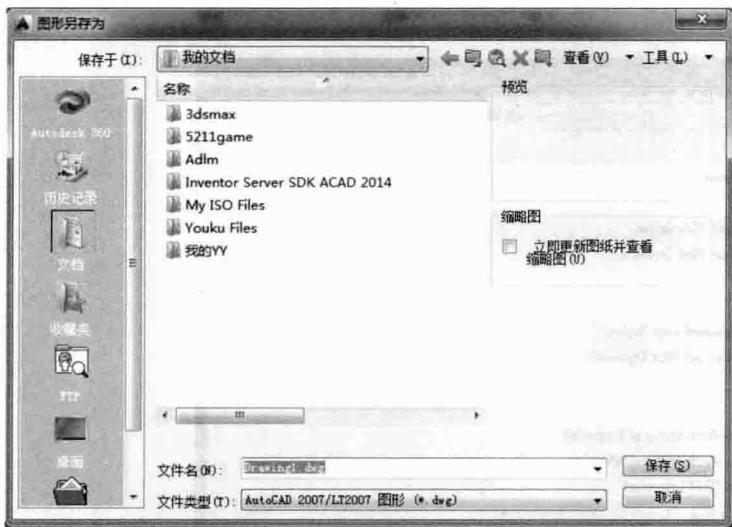 图形另存为
保存于(I):
我的文档
查看(V)
工具(L)
Autodesk 360
历史记录
文档
收藏夹
FTP
桌面
名称
3dsmax
5211game
Adlm
Inventor Server SDK ACAD 2014
My ISO Files
Youku Files
我的YY
预览
缩略图
立即更新图纸并查看
缩略图(U)
文件名(N):
Drawing1.dwg
保存(S)
文件类型(T):
AutoCAD 2007/LT2007 图形 (*.dwg)
取消